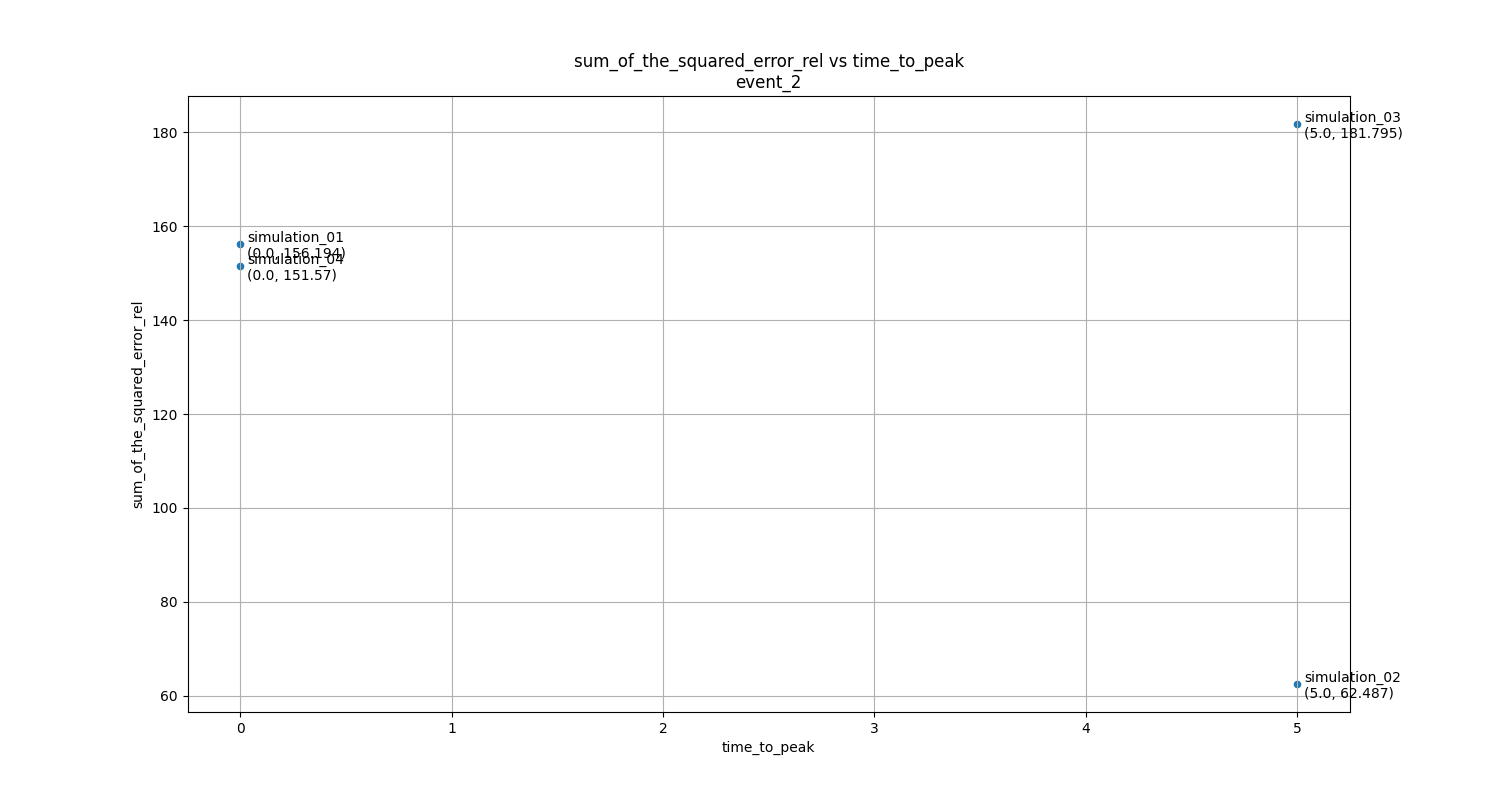 sum_of_the_squared_error_rel vs time_to_peak
event_2
sum_of_the_squared_error_rel
180
160
140
120
100
80
60
simulation_03
(5.0, 181.795)
simulation_01
(0.0, 156.194)
simulation_04
(0.0, 151.57)
simulation_02
(5.0, 62.487)
0 1 2 3 4 5
time_to_peak